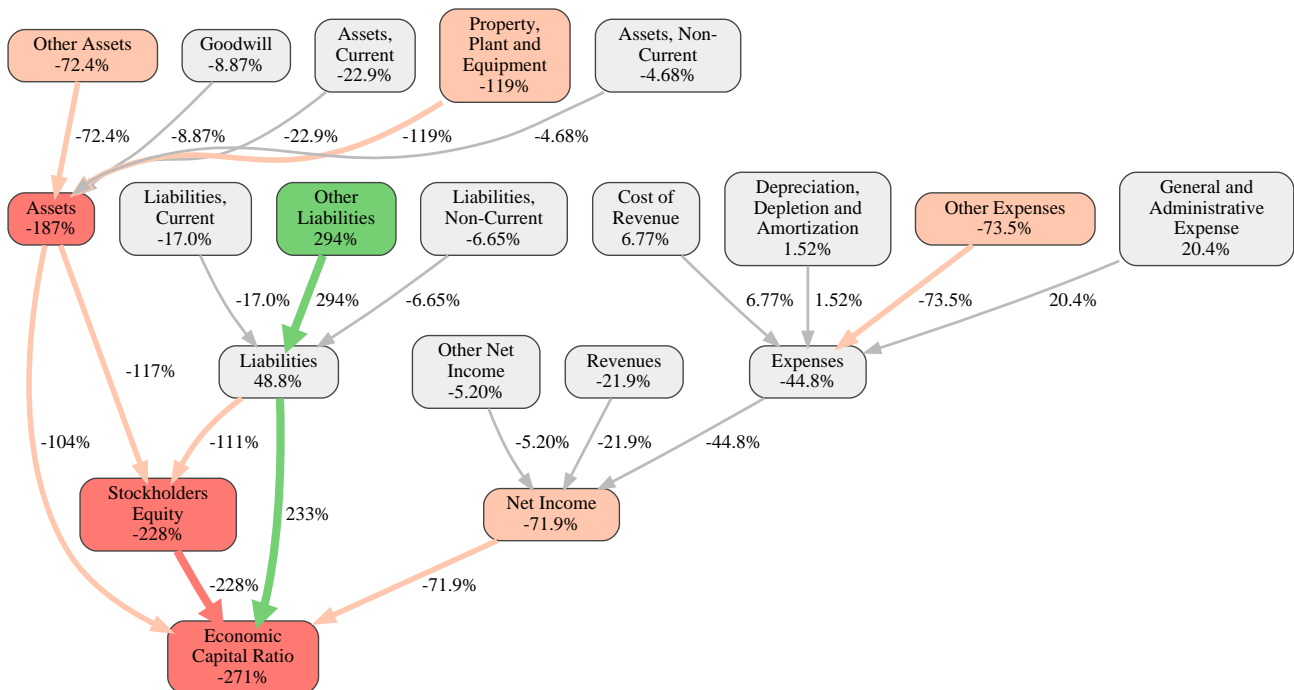 Other Assets
-72.4%
Goodwill
-8.87%
Assets,
Current
-22.9%
Property,
Plant and
Equipment
-119%
Assets, Non-
Current
-4.68%
-72.4%
-8.87%
-22.9%
-119%
-4.68%
Assets
-187%
Liabilities,
Current
-17.0%
Other
Liabilities
294%
Liabilities,
Non-Current
-6.65%
Cost of
Revenue
6.77%
Depreciation,
Depletion and
Amortization
1.52%
Other Expenses
-73.5%
General and
Administrative
Expense
20.4%
-17.0%
294%
-6.65%
6.77%
1.52%
-73.5%
20.4%
Liabilities
48.8%
Other Net
Income
-5.20%
Revenues
-21.9%
Expenses
-44.8%
-117%
-104%
-111%
-5.20%
-21.9%
-44.8%
Stockholders
Equity
-228%
233%
Net Income
-71.9%
-228%
-71.9%
Economic
Capital Ratio
-271%